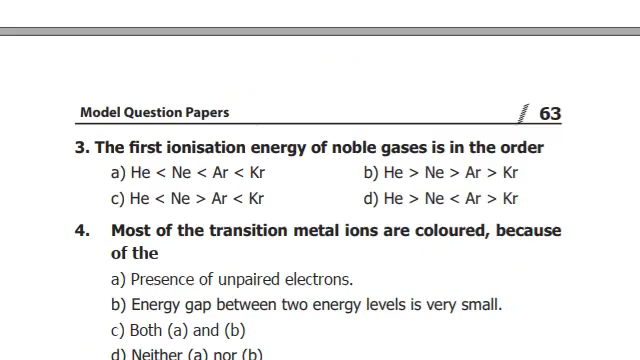 Model Question Papers 63
3. The first ionisation energy of noble gases is in the order
a) He < Ne < Ar < Kr b) He > Ne > Ar > Kr
c) He < Ne > Ar < Kr d) He > Ne < Ar > Kr
4. Most of the transition metal ions are coloured, because
of the
a) Presence of unpaired electrons.
b) Energy gap between two energy levels is very small.
c) Both (a) and (b)
d) Neither (a) nor (b)